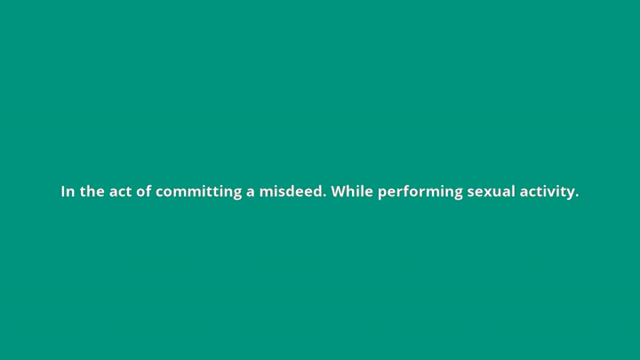 In the act of committing a misdeed. While performing sexual activity.